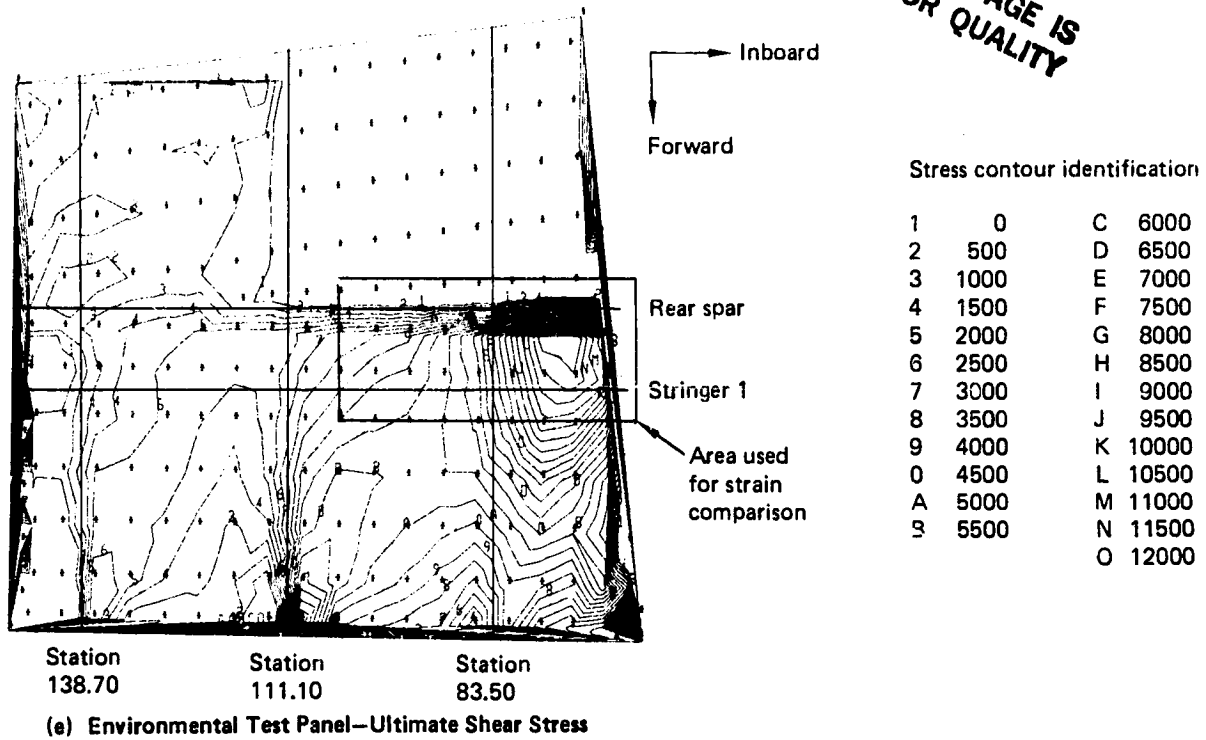 AGE IS
OR QUALITY
Inboard
Forward
Rear spar
Stringer 1
Area used
for strain
comparison
Stress contour identification
1 0 C 6000
2 500 D 6500
3 1000 E 7000
4 1500 F 7500
5 2000 G 8000
6 2500 H 8500
7 3000 I 9000
8 3500 J 9500
9 4000 K 10000
0 4500 L 10500
A 5000 M 11000
B 5500 N 11500
O 12000
Station
138.70
Station
111.10
Station
83.50
(e) Environmental Test Panel—Ultimate Shear Stress